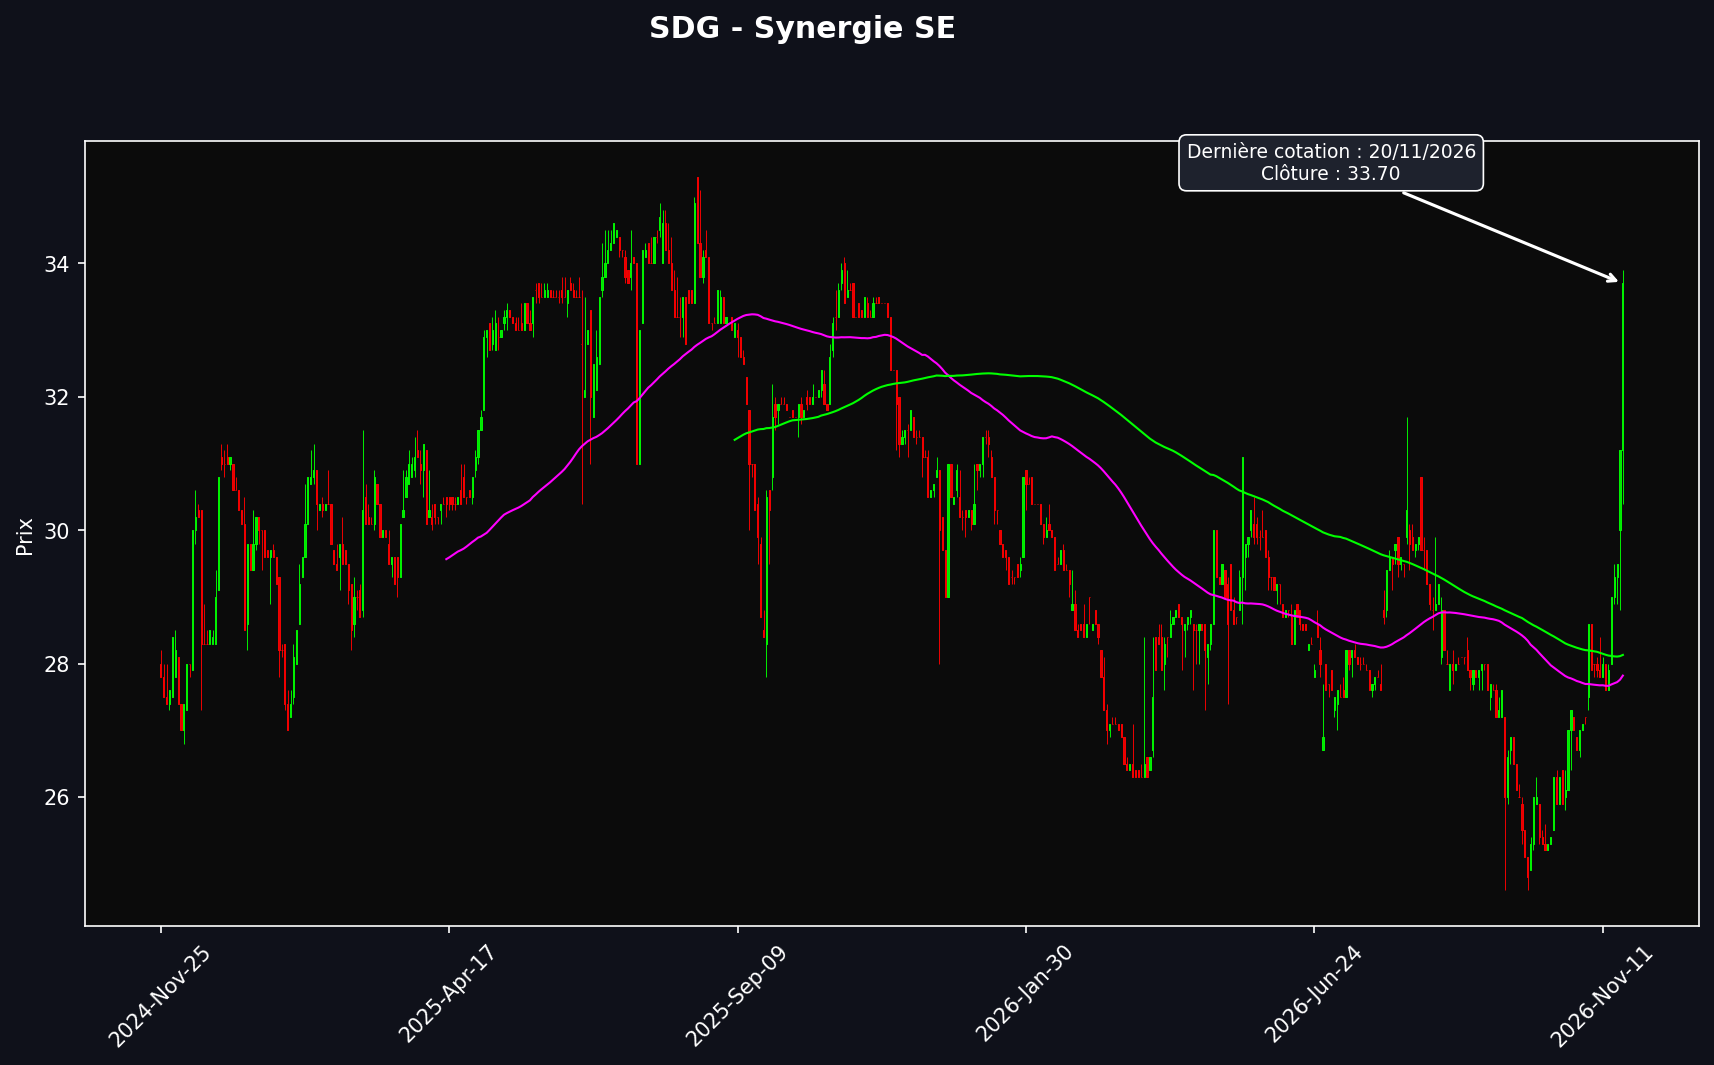 SDG - Synergie SE
Dernière cotation : 20/11/2026
Clôture : 33.70
Prix
34
32
30
28
26
2024-Nov-25
2025-Apr-17
2025-Sep-09
2026-Jan-30
2026-Jun-24
2026-Nov-11